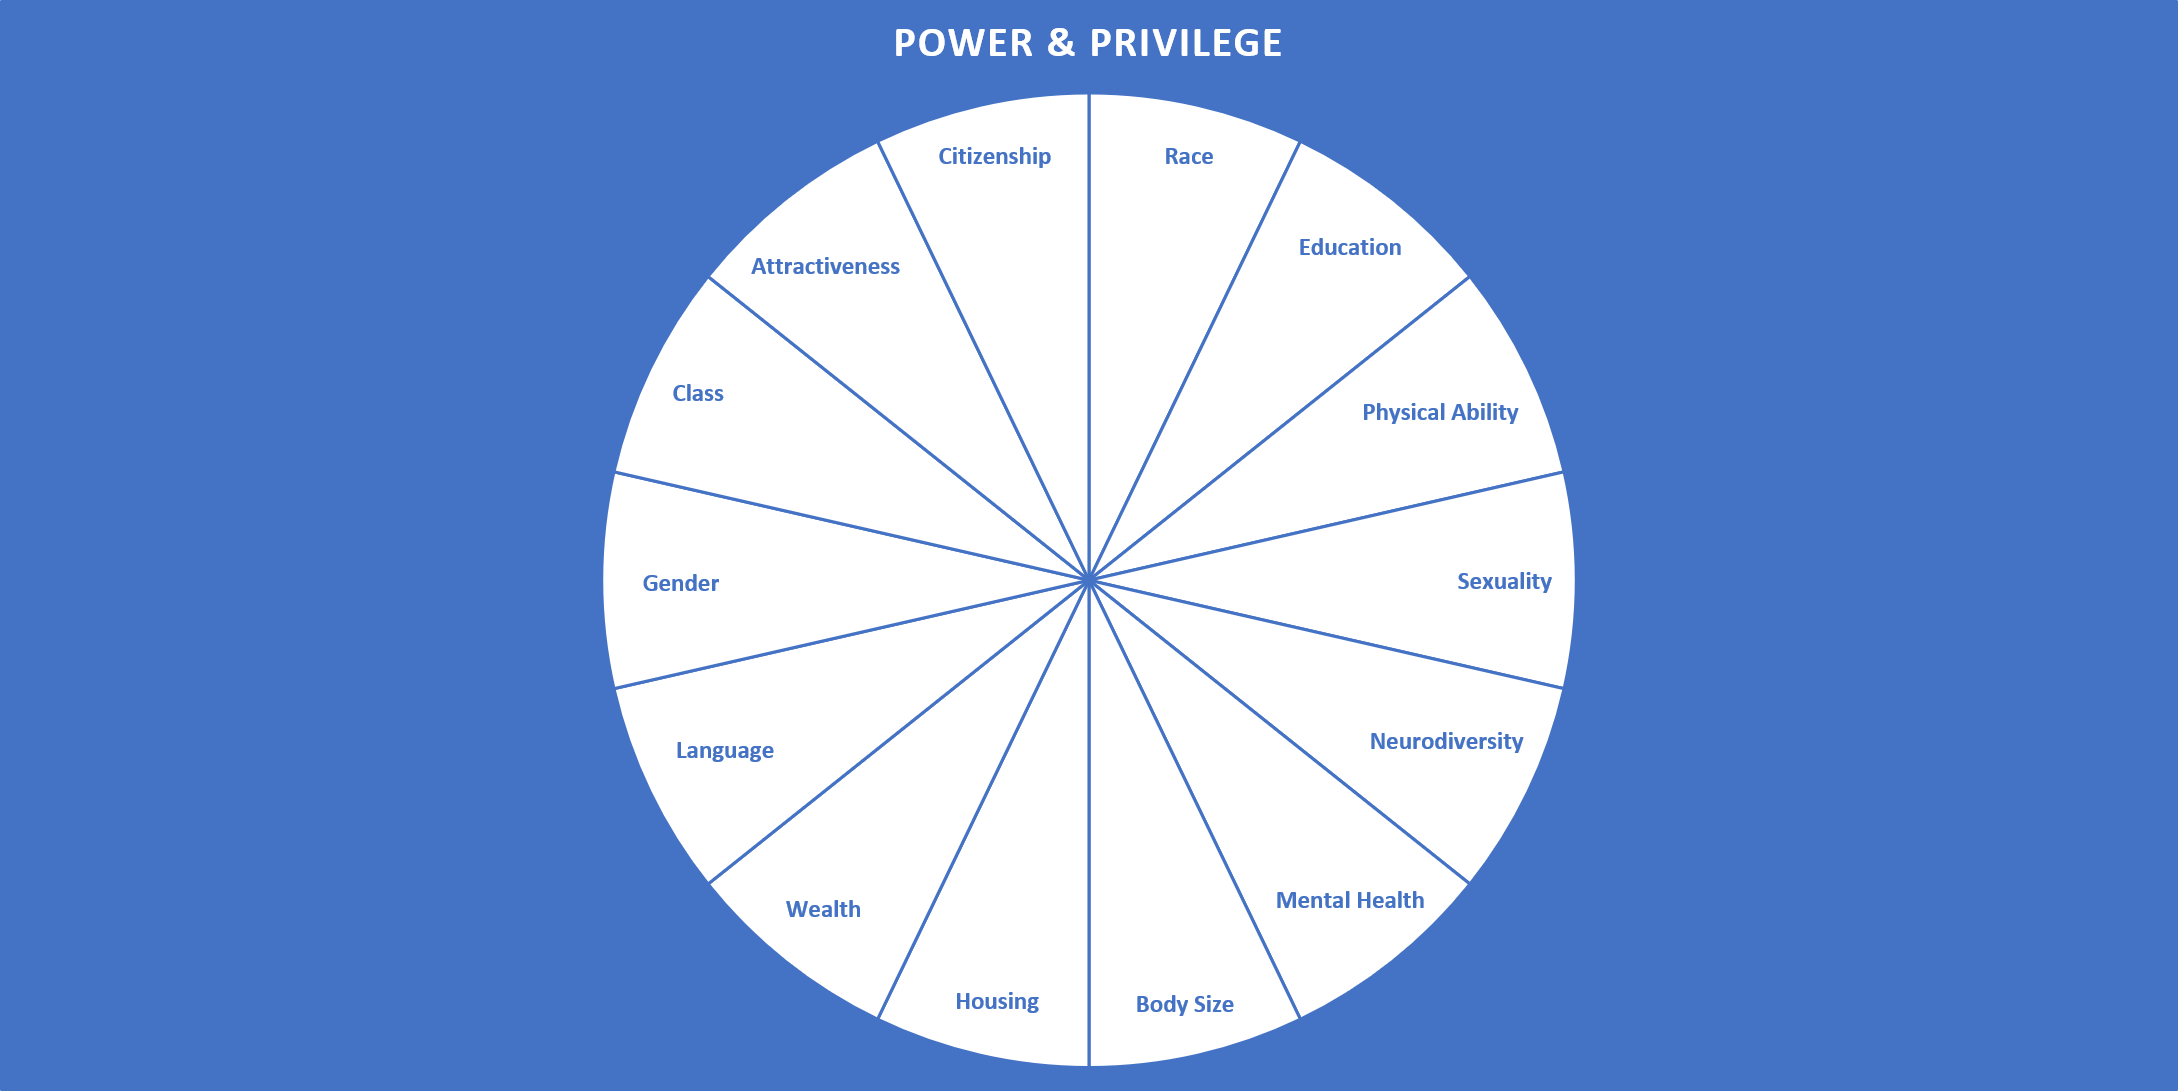 POWER & PRIVILEGE
Race
Education
Physical Ability
Sexuality
Neurodiversity
Mental Health
Body Size
Housing
Wealth
Language
Gender
Class
Attractiveness
Citizenship